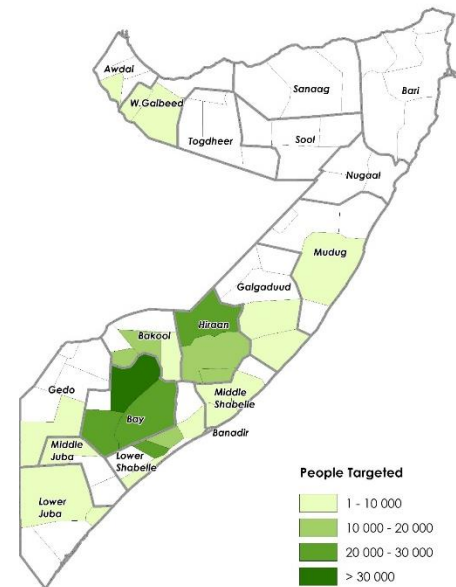 Awdal
W.Galbeed
Sanaag
Bari
Togdheer
Sool
Nugaal
Mudug
Galgaduud
Hiraan
Bakool
Gedo
Bay
Middle
Shabelle
Banadir
Middle
Juba
Lower
Shabelle
Lower
Juba
People Targeted
1 - 10 000
10 000 - 20 000
20 000 - 30 000
> 30 000